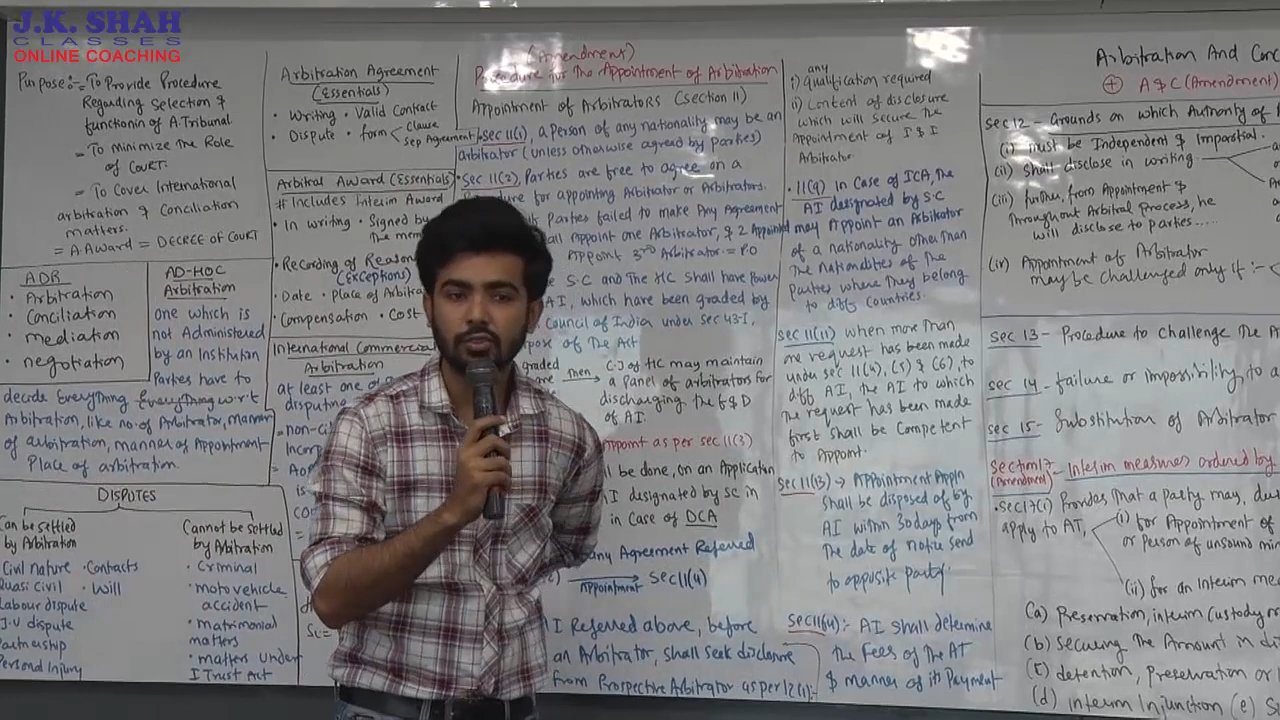 J.K. SHAH
CLASSES
ONLINE COACHING
Purpose:- = To Provide Procedure
Regarding Selection &
functionin of A.Tribunal
= To minimize the Role
of Court.
= To Cover International
arbitration & Conciliation
matters.
= A.Award = DECREE of COURT
ADR
• Arbitration
• Conciliation
• mediation
• negotiation
AD-HOC
Arbitration
one which is
not Administered
by an Institution
Parties have to
decide Everything Everything w.r.t
Arbitration, like no. of Arbitrator, manner
of arbitration, manner of Appointment
Place of arbitration.
DISPUTES
Can be settled
by Arbitration
Civil nature • Contacts
Quasi Civil • Will
Labour dispute
J.V dispute
Partnership
Personal Injury
Cannot be settled
by Arbitration
• Criminal
• moto vehicle
accident
• matrimonial
matters
• matters under
I Trust Act
Arbitration Agreement
(Essentials)
• Writing • Valid Contract
• Dispute • form < Clause
Sep Agreement
Arbitral Award (Essentials)
# Includes Interim Award
• In writing • Signed by
The mem
• Recording of Reason
(Exceptions)
• Date • Place of Arbitra
• Compensation • Cost
International Commercia
Arbitration
at least one of
disputing
= non-ci
Incorp
=
is
(Amendment)
Procedure for The Appointment of Arbitration
Appointment of Arbitrators (Section 11)
• Sec 11(1), a Person of any nationality may be an
arbitrator (unless otherwise agreed by Parties)
• Sec 11(2), Parties are free to agree on a
Procedure for appointing Arbitrator or Arbitrators.
Parties failed to make Any Agreement
all Appoint one Arbitrator, & 2 Appointed
Appoint 3rd Arbitrator = P.O
S.C and The HC Shall have Power
AI, which have been graded by
Council of India under Sec 43-I,
pose of The Act
graded
then C.J of HC may maintain
a Panel of arbitrators for
discharging the f & D
of AI.
Appoint as per sec 11(3)
ll be done, on an Application
I designated by SC in
in Case of DCA
any Agreement Referred
Appointment Sec 11(4)
I Referred above, before
an Arbitrator, shall seek disclosure
from Prospective Arbitrator as per 12(1):-
any
i) qualification required
ii) Content of disclosure
which will secure the
Appointment of I & I
Arbitrator.
• 11(9) In Case of ICA, The
AI designated by S.C
may Appoint an Arbitrator
of a nationality other Than
The nationalities of The
Parties where They belong
to diff countries.
Sec 11(11) when more Than
one request has been made
under sec 11(4), (5) & (6), to
diff AI, the AI to which
The request has been made
first shall be Competent
to Appoint.
Sec 11(13) → Appointment Appln
Shall be disposed of by
AI within 30 days from
The date of notice send
to opposite party.
Sec 11(14):- AI Shall determine
the Fees of The AT
& manner of its Payment
Arbitration And Con
+ A & C (Amendment)
Sec 12 - Grounds on which Authority of
(i) must be Independent & impartial.
(ii) Shall disclose in writing
(iii) further, from Appointment &
Throughout Arbitral Process, he
will disclose to parties.....
(iv) Appointment of Arbitrator
may be challenged only if :-
Sec 13 - Procedure to challenge The A
Sec 14 - failure or impossibility, to a
Sec 15 - Substitution of Arbitrator
Section 17 - Interim measures ordered by
(Amendment)
• Sec 17(1) Provides That a party may, du
apply to AT, (i) for Appointment of
or Person of unsound min
(ii) for an Interim me
(a) Preservation, interim Custody
(b) Securing The Amount in di
(c) detention, Preservation or
(d) interim Injunction (e) S